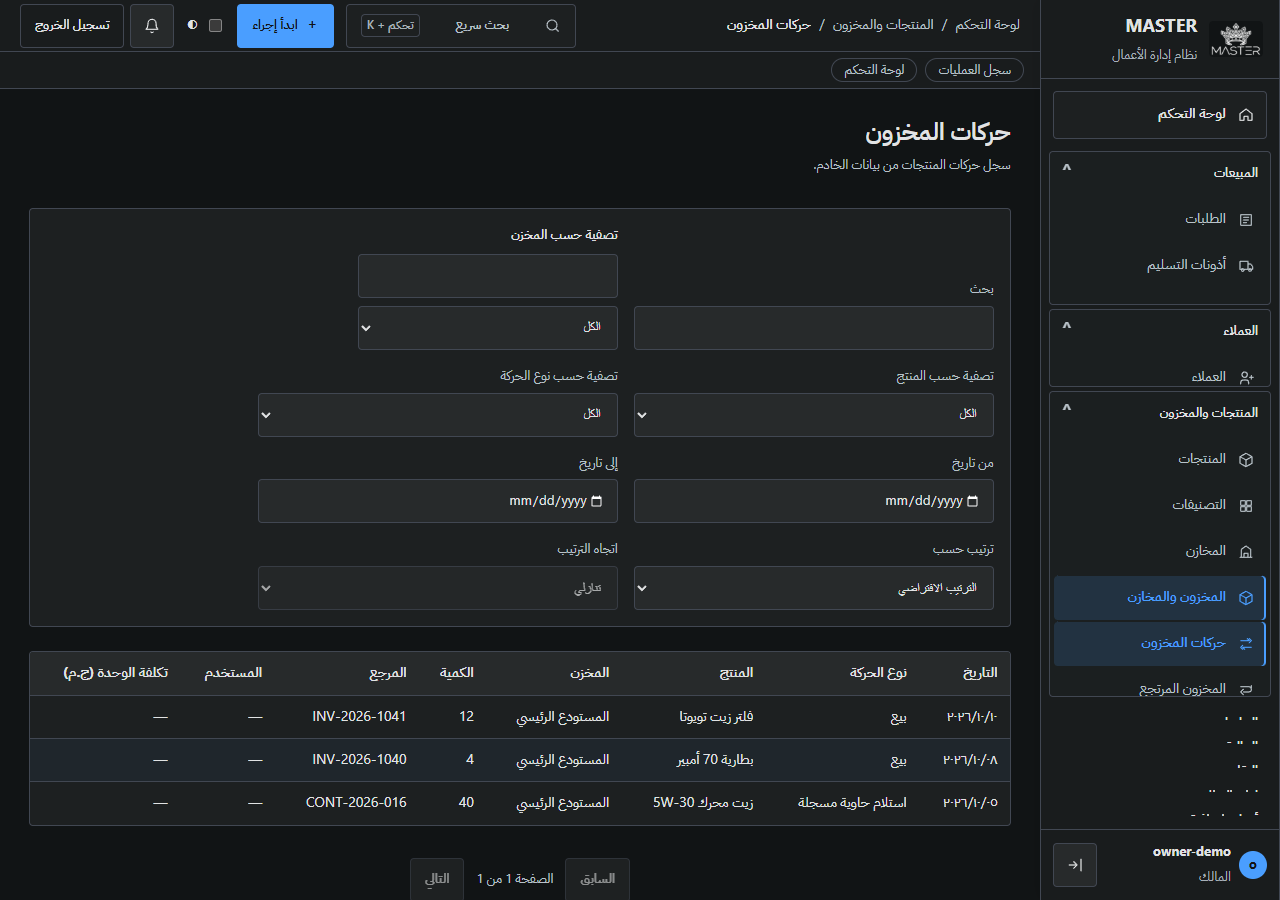 MASTER
نظام إدارة الأعمال
MASTER
لوحة التحكم / المنتجات والمخزون / حركات المخزون
بحث سريع تحكم + K
+ ابدأ إجراء
تسجيل الخروج
سجل العمليات
لوحة التحكم
لوحة التحكم
المبيعات
الطلبات
أذونات التسليم
العملاء
العملاء
المنتجات والمخزون
المنتجات
التصنيفات
المخازن
المخزون والمخازن
حركات المخزون
المخزون المرتجع
owner-demo
المالك
o
حركات المخزون
سجل حركات المنتجات من بيانات الخادم.
بحث
تصفية حسب المخزن
الكل
تصفية حسب المنتج
الكل
تصفية حسب نوع الحركة
الكل
من تاريخ
mm/dd/yyyy
إلى تاريخ
mm/dd/yyyy
ترتيب حسب
الترتيب الافتراضي
اتجاه الترتيب
تنازلي
التاريخ نوع الحركة المنتج المخزن الكمية المرجع المستخدم تكلفة الوحدة (ج.م)
٢٠٢٦/١٠/١٠ بيع فلتر زيت تويوتا المستودع الرئيسي 12 INV-2026-1041 — —
٢٠٢٦/١٠/٠٨ بيع بطارية 70 أمبير المستودع الرئيسي 4 INV-2026-1040 — —
٢٠٢٦/١٠/٠٥ استلام حاوية مسجلة زيت محرك 5W-30 المستودع الرئيسي 40 CONT-2026-016 — —
السابق
الصفحة 1 من 1
التالي